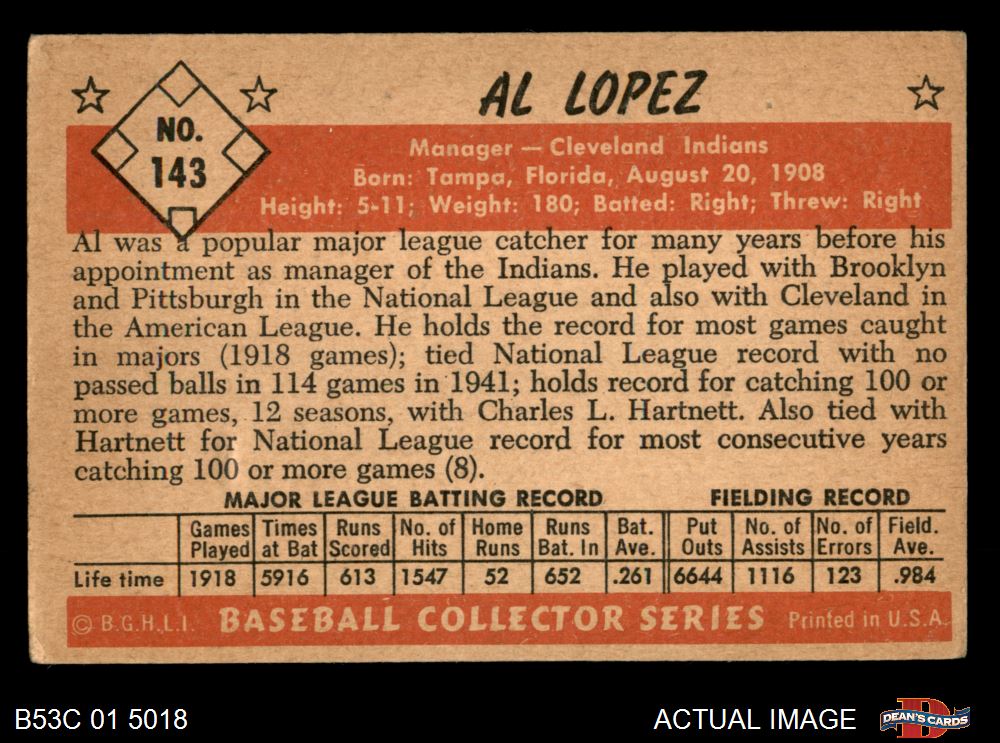 AL LOPEZ
NO.
143
Manager — Cleveland Indians
Born: Tampa, Florida, August 20, 1908
Height: 5-11; Weight: 180; Batted: Right; Threw: Right
Al was a popular major league catcher for many years before his
appointment as manager of the Indians. He played with Brooklyn
and Pittsburgh in the National League and also with Cleveland in
the American League. He holds the record for most games caught
in majors (1918 games); tied National League record with no
passed balls in 114 games in 1941; holds record for catching 100 or
more games, 12 seasons, with Charles L. Hartnett. Also tied with
Hartnett for National League record for most consecutive years
catching 100 or more games (8).
MAJOR LEAGUE BATTING RECORD FIELDING RECORD
Games Times Runs No. of Home Runs Bat. Put No. of No. of Field.
Played at Bat Scored Hits Runs Bat. In Ave. Outs Assists Errors Ave.
Life time 1918 5916 613 1547 52 652 .261 6644 1116 123 .984
© B.G.H.L.I. BASEBALL COLLECTOR SERIES Printed in U.S.A.
B53C 01 5018 ACTUAL IMAGE DEAN'S CARDS